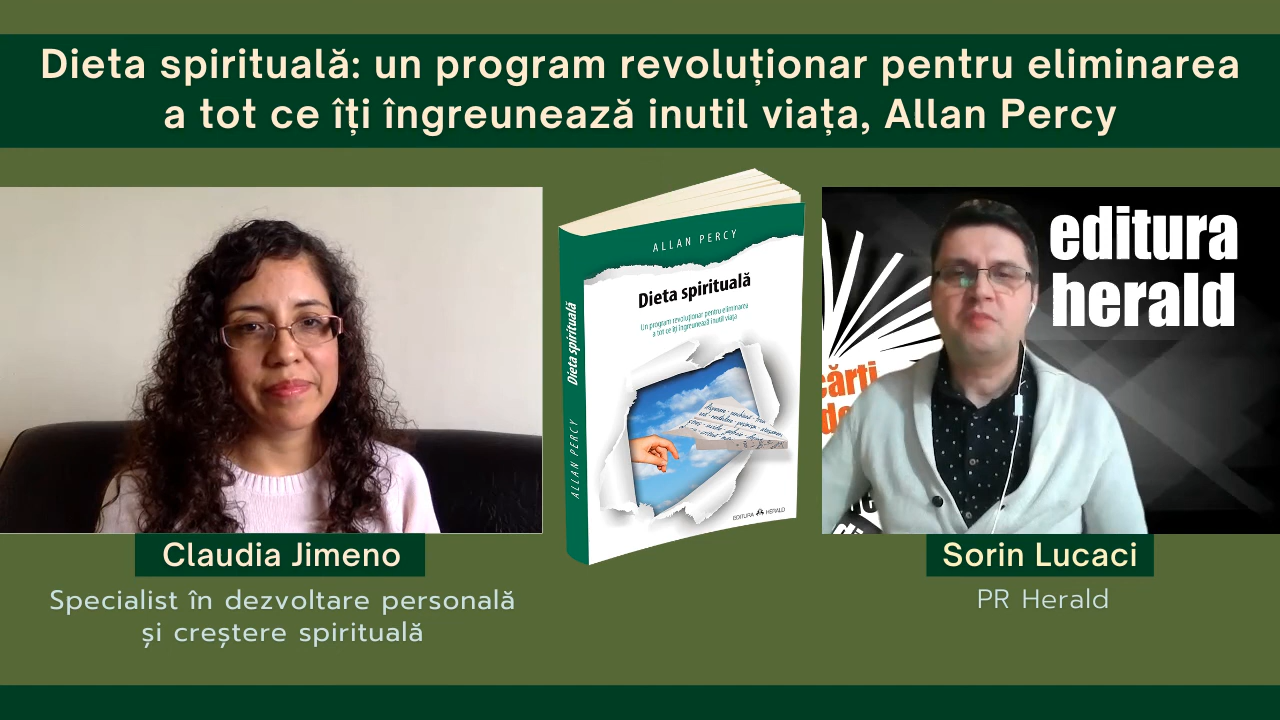 Dieta spirituală: un program revoluționar pentru eliminarea
a tot ce îți îngreunează inutil viața, Allan Percy
ALLAN PERCY
Dieta spirituală
Un program revoluționar pentru eliminarea
a tot ce îți îngreunează inutil viața
EDITURA HERALD
ALLAN PERCY
Dieta spirituală
editura
herald
cărți
de
Claudia Jimeno
Specialist în dezvoltare personală
și creștere spirituală
Sorin Lucaci
PR Herald